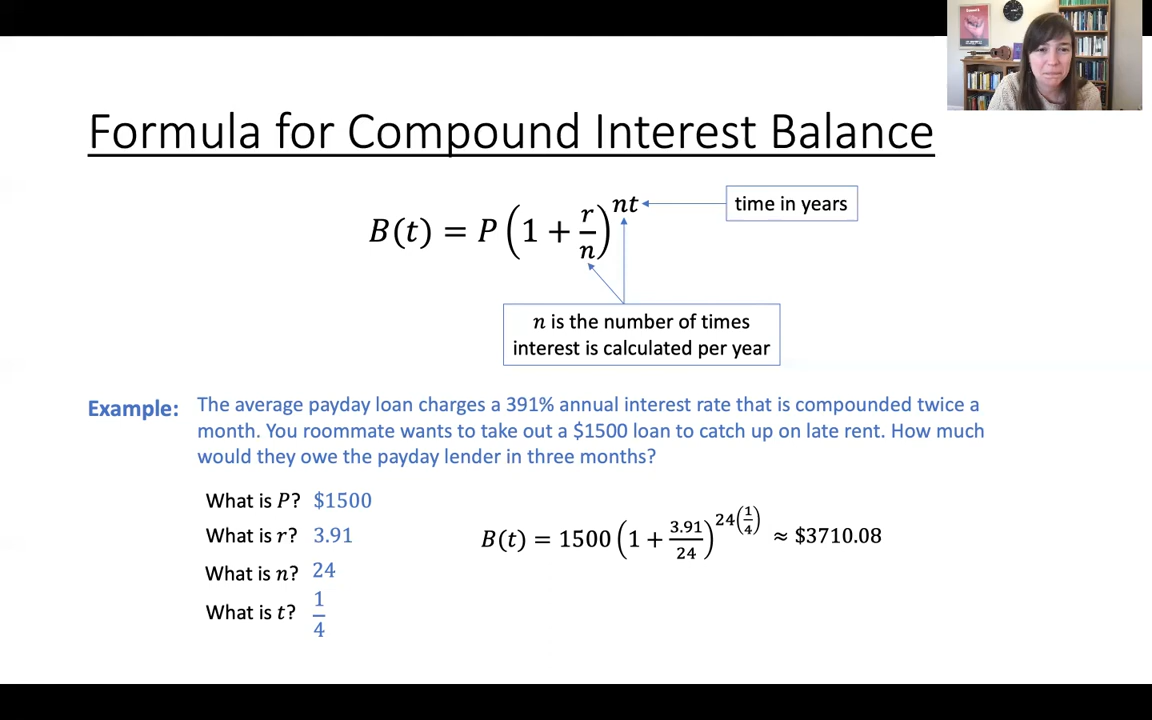 Formula for Compound Interest Balance
B(t) = P(1 + r/n)^nt
time in years
n is the number of times
interest is calculated per year
Example: The average payday loan charges a 391% annual interest rate that is compounded twice a
month. You roommate wants to take out a $1500 loan to catch up on late rent. How much
would they owe the payday lender in three months?
What is P? $1500
What is r? 3.91
What is n? 24
What is t? 1/4
B(t) = 1500(1 + 3.91/24)^24(1/4) ≈ $3710.08